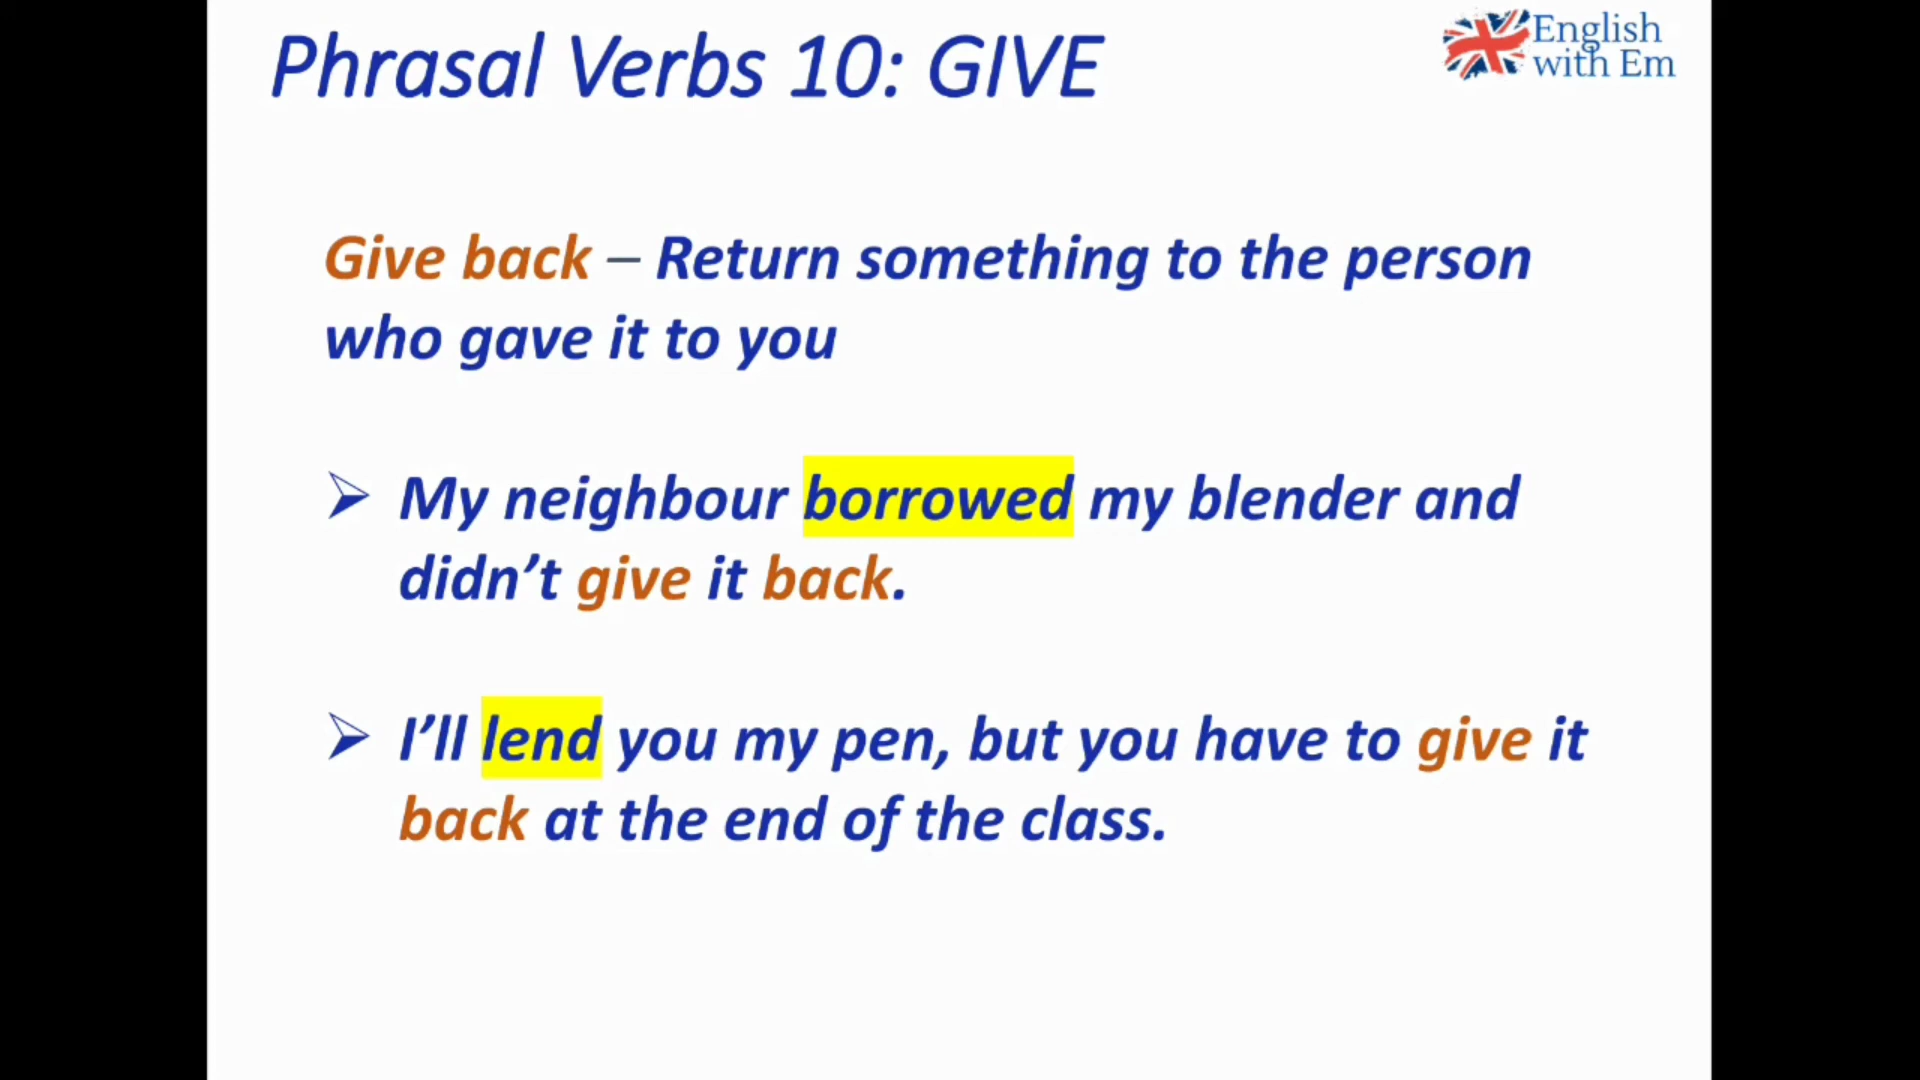 Phrasal Verbs 10: GIVE
English
with Em
Give back – Return something to the person
who gave it to you
➢ My neighbour borrowed my blender and
didn’t give it back.
➢ I’ll lend you my pen, but you have to give it
back at the end of the class.